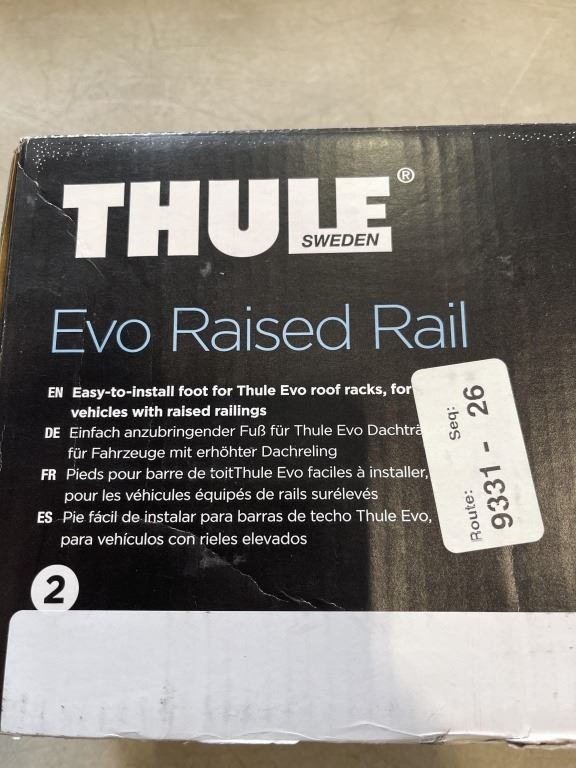 THULE®
SWEDEN
Evo Raised Rail
EN Easy-to-install foot for Thule Evo roof racks, for
vehicles with raised railings
DE Einfach anzubringender Fuß für Thule Evo
für Fahrzeuge mit erhöhter Dachreling
FR Pieds pour barre de toitThule Evo faciles à installer,
pour les véhicules équipés de rails surélevés
ES Pie fácil de instalar para barras de techo Thule Evo,
para vehículos con rieles elevados
2
Route: Seq:
9331 - 26